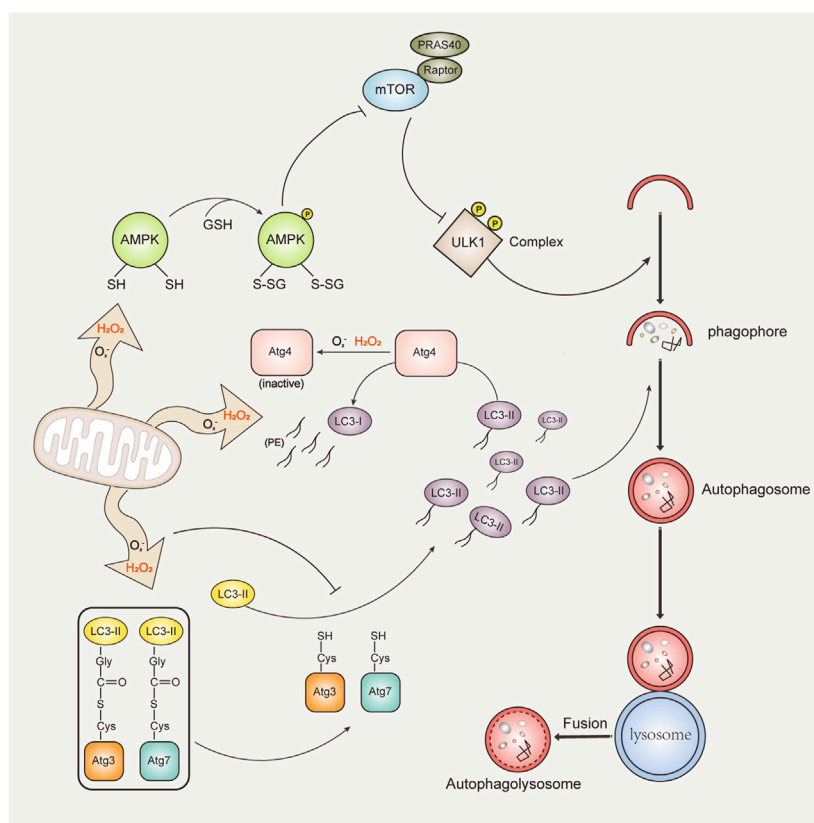 PRAS40
Raptor
mTOR
P
P
P
GSH
AMPK
AMPK
ULK1
Complex
SH
SH
S-SG
S-SG
H₂O₂
O₂⁻
phagophore
O₂⁻ H₂O₂
Atg4
Atg4
(inactive)
H₂O₂
O₂⁻
LC3-I
LC3-II
LC3-II
(PE)
LC3-II
LC3-II
LC3-II
Autophagosome
LC3-II
O₂⁻
H₂O₂
LC3-II
LC3-II
LC3-II
SH
SH
Gly
Gly
Cys
Cys
C=O
C=O
Atg3
Atg7
S
S
Cys
Cys
Fusion
lysosome
Atg3
Atg7
Autophagolysosome